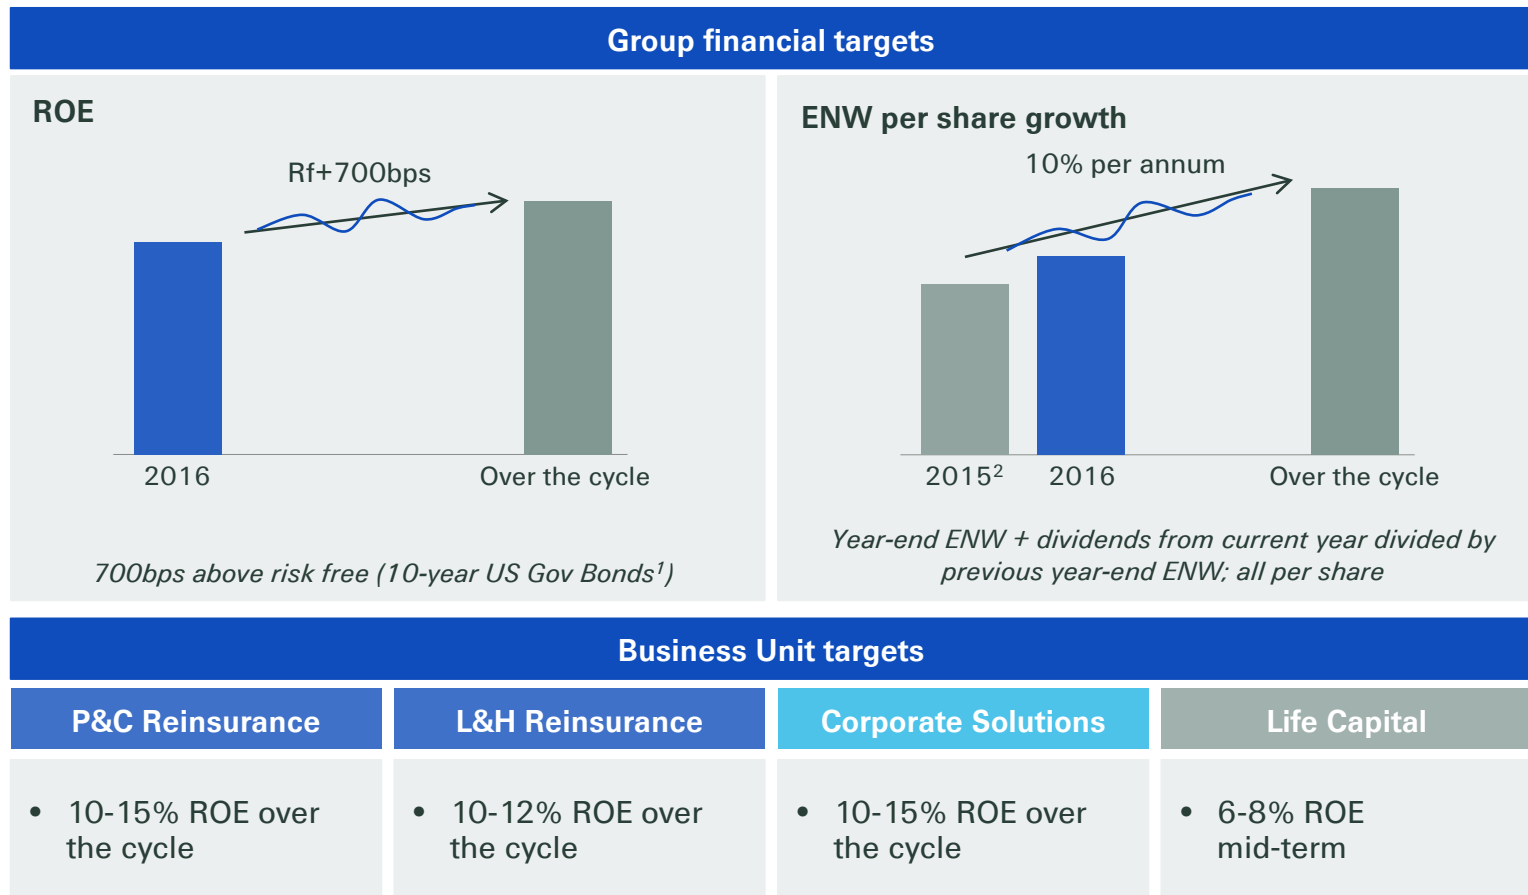 Group financial targets
ROE
Rf+700bps
2016
Over the cycle
700bps above risk free (10-year US Gov Bonds¹)
ENW per share growth
10% per annum
2015²
2016
Over the cycle
Year-end ENW + dividends from current year divided by
previous year-end ENW; all per share
Business Unit targets
P&C Reinsurance
• 10-15% ROE over
the cycle
L&H Reinsurance
• 10-12% ROE over
the cycle
Corporate Solutions
• 10-15% ROE over
the cycle
Life Capital
• 6-8% ROE
mid-term